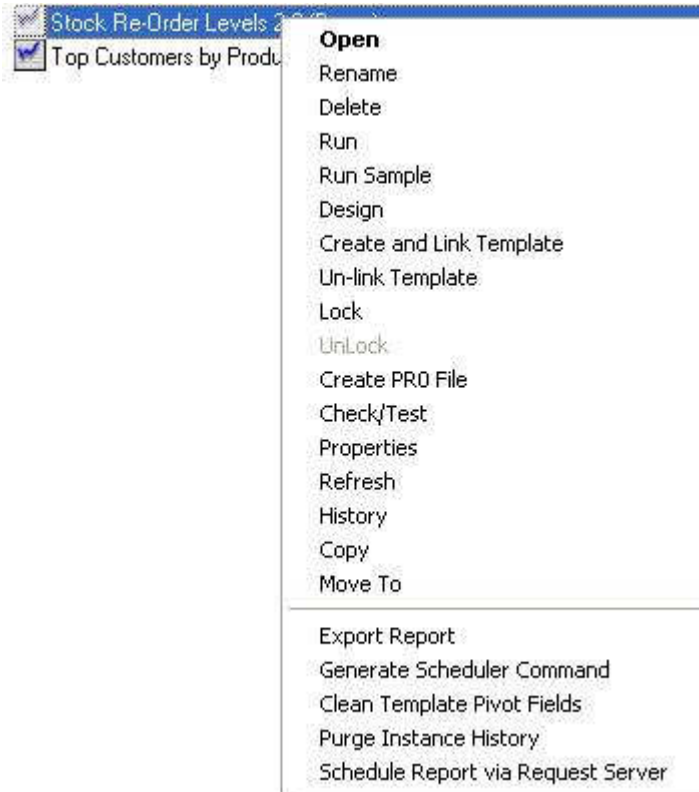 Stock Re-Order Levels
Top Customers by Produ
Open
Rename
Delete
Run
Run Sample
Design
Create and Link Template
Un-link Template
Lock
UnLock
Create PR0 File
Check/Test
Properties
Refresh
History
Copy
Move To
Export Report
Generate Scheduler Command
Clean Template Pivot Fields
Purge Instance History
Schedule Report via Request Server